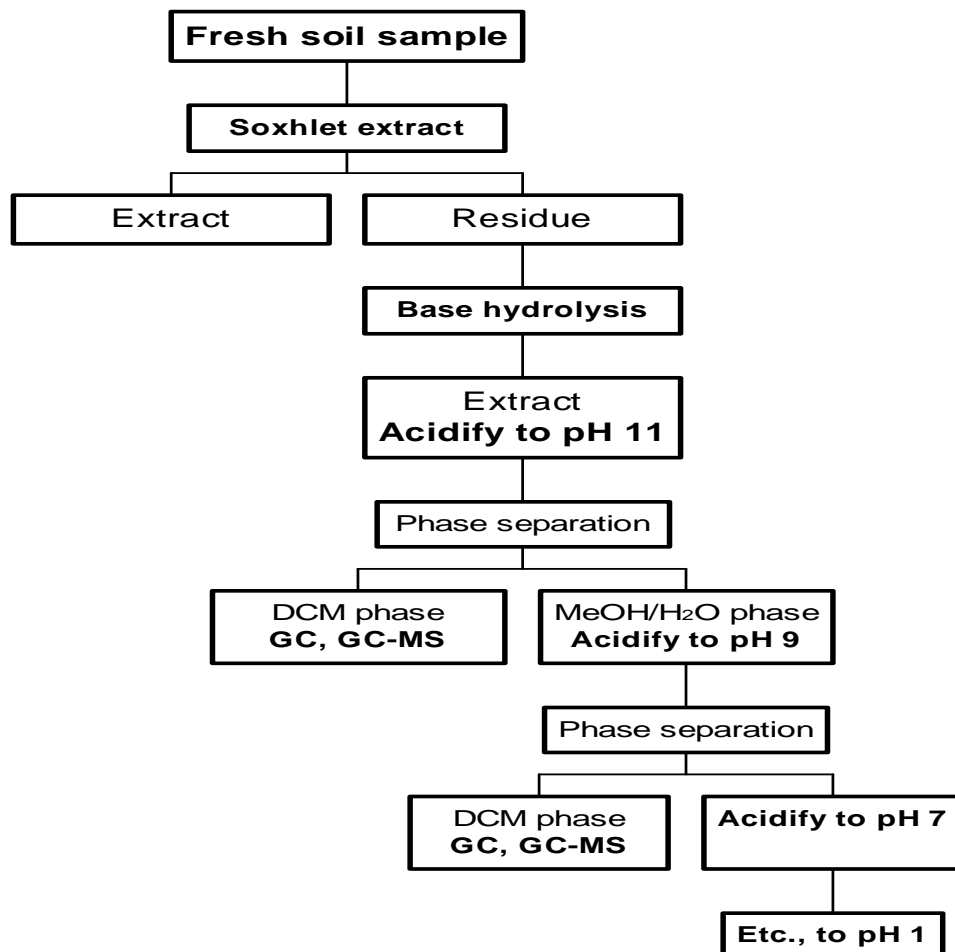 Fresh soil sample
Soxhlet extract
Extract
Residue
Base hydrolysis
Extract
Acidify to pH 11
Phase separation
DCM phase
GC, GC-MS
MeOH/H₂O phase
Acidify to pH 9
Phase separation
DCM phase
GC, GC-MS
Acidify to pH 7
Etc., to pH 1